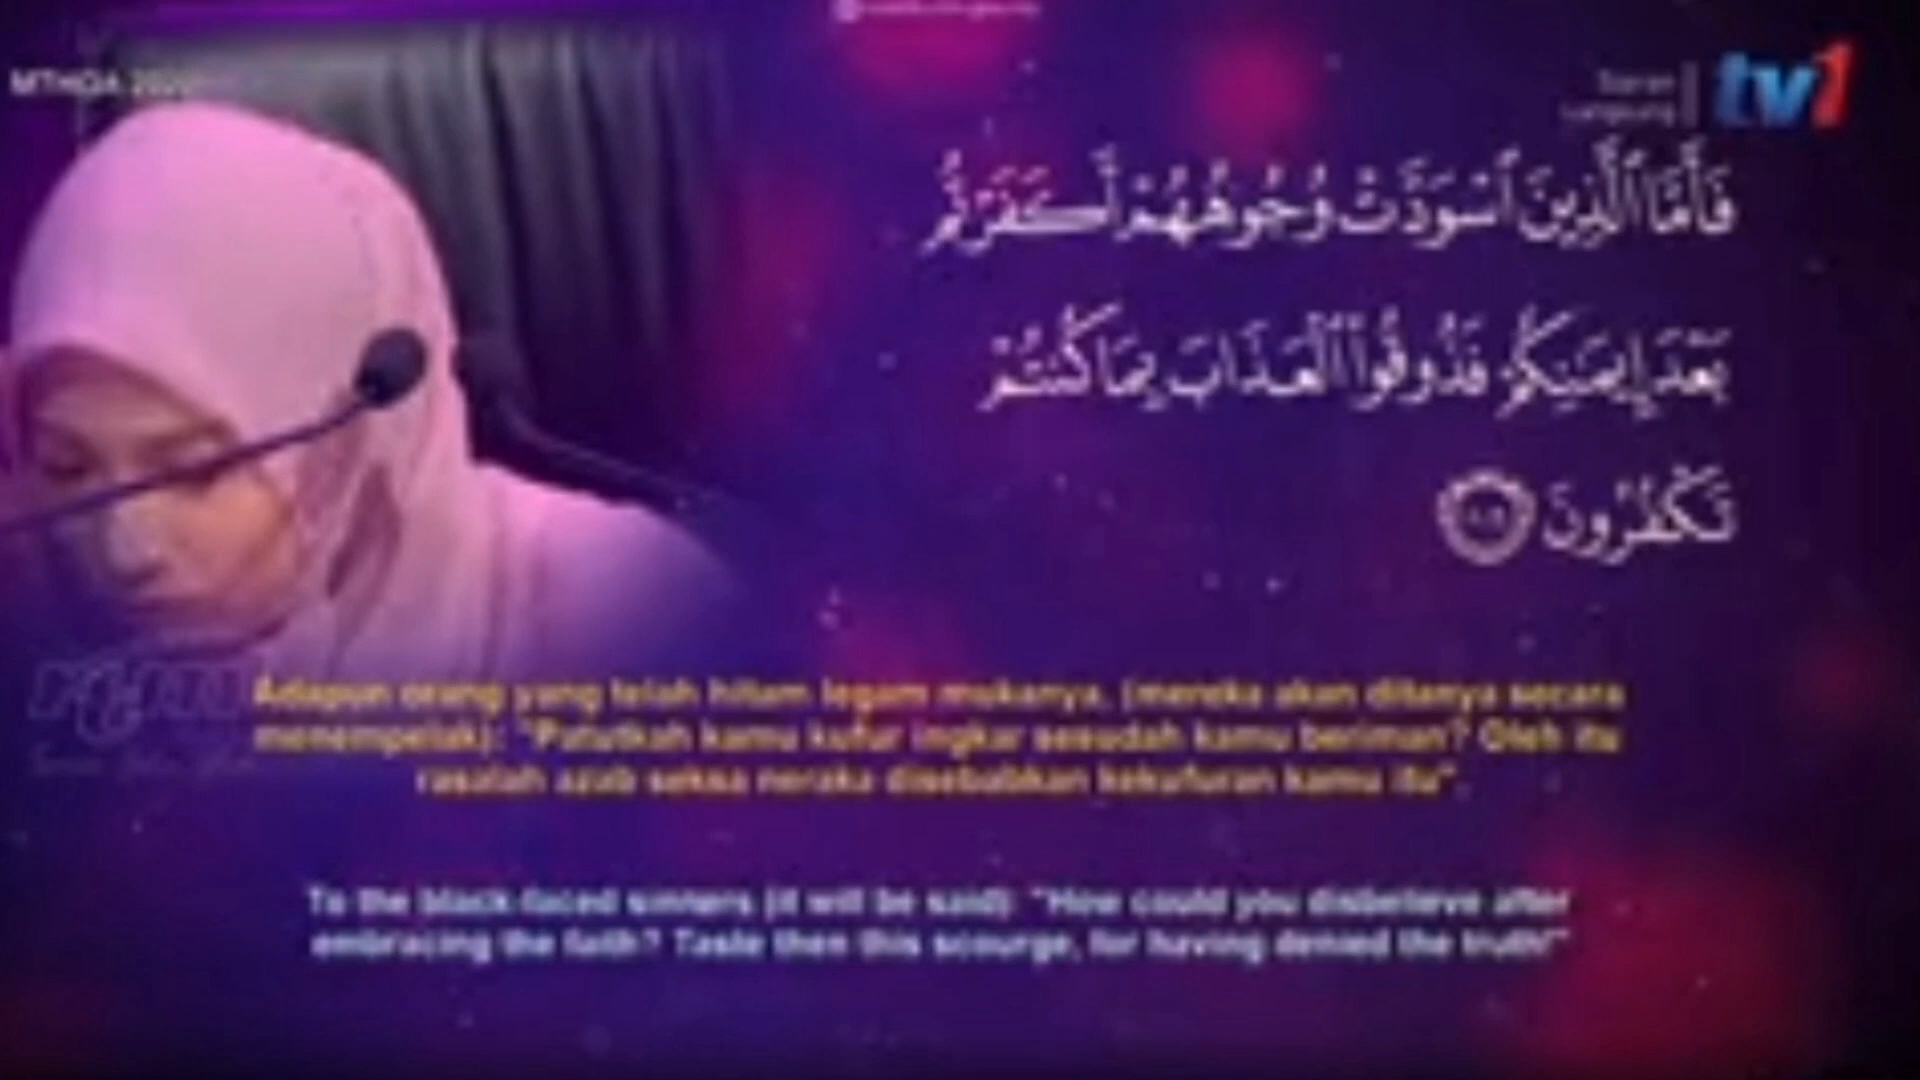 MTHQA 202
Siaran
Langsung
tv1
فَأَمَّا ٱلَّذِينَ ٱسْوَدَّتْ وُجُوهُهُمْ أَكَفَرْتُم
بَعْدَ إِيمَٰنِكُمْ فَذُوقُوا۟ ٱلْعَذَابَ بِمَا كُنتُمْ
تَكْفُرُونَ
Adapun orang yang telah hitam legam mukanya, (mereka akan ditanya secara
menempelak): "Patutkah kamu kufur ingkar sesudah kamu beriman? Oleh itu
rasalah azab seksa neraka disebabkan kekufuran kamu itu".
To the black-faced sinners (it will be said): "How could you disbelieve after
embracing the faith? Taste then this scourge, for having denied the truth!"